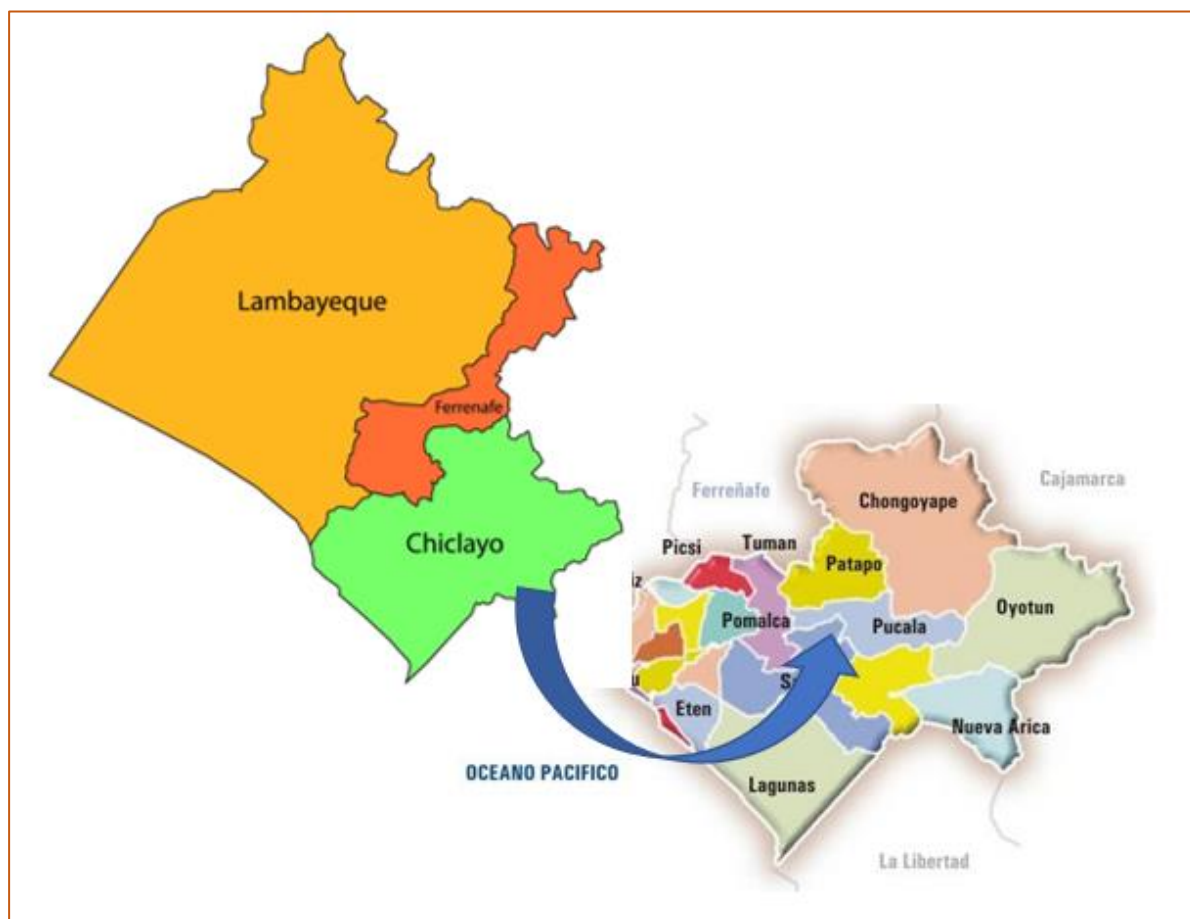 Lambayeque
Ferrenafe
Chiclayo
Ferreñafe
Cajamarca
Chongoyape
Picsi
Tuman
Patapo
iz
Oyotun
Pomalca
Pucala
S
u
Eten
Nueva Arica
OCEANO PACIFICO
Lagunas
La Libertad